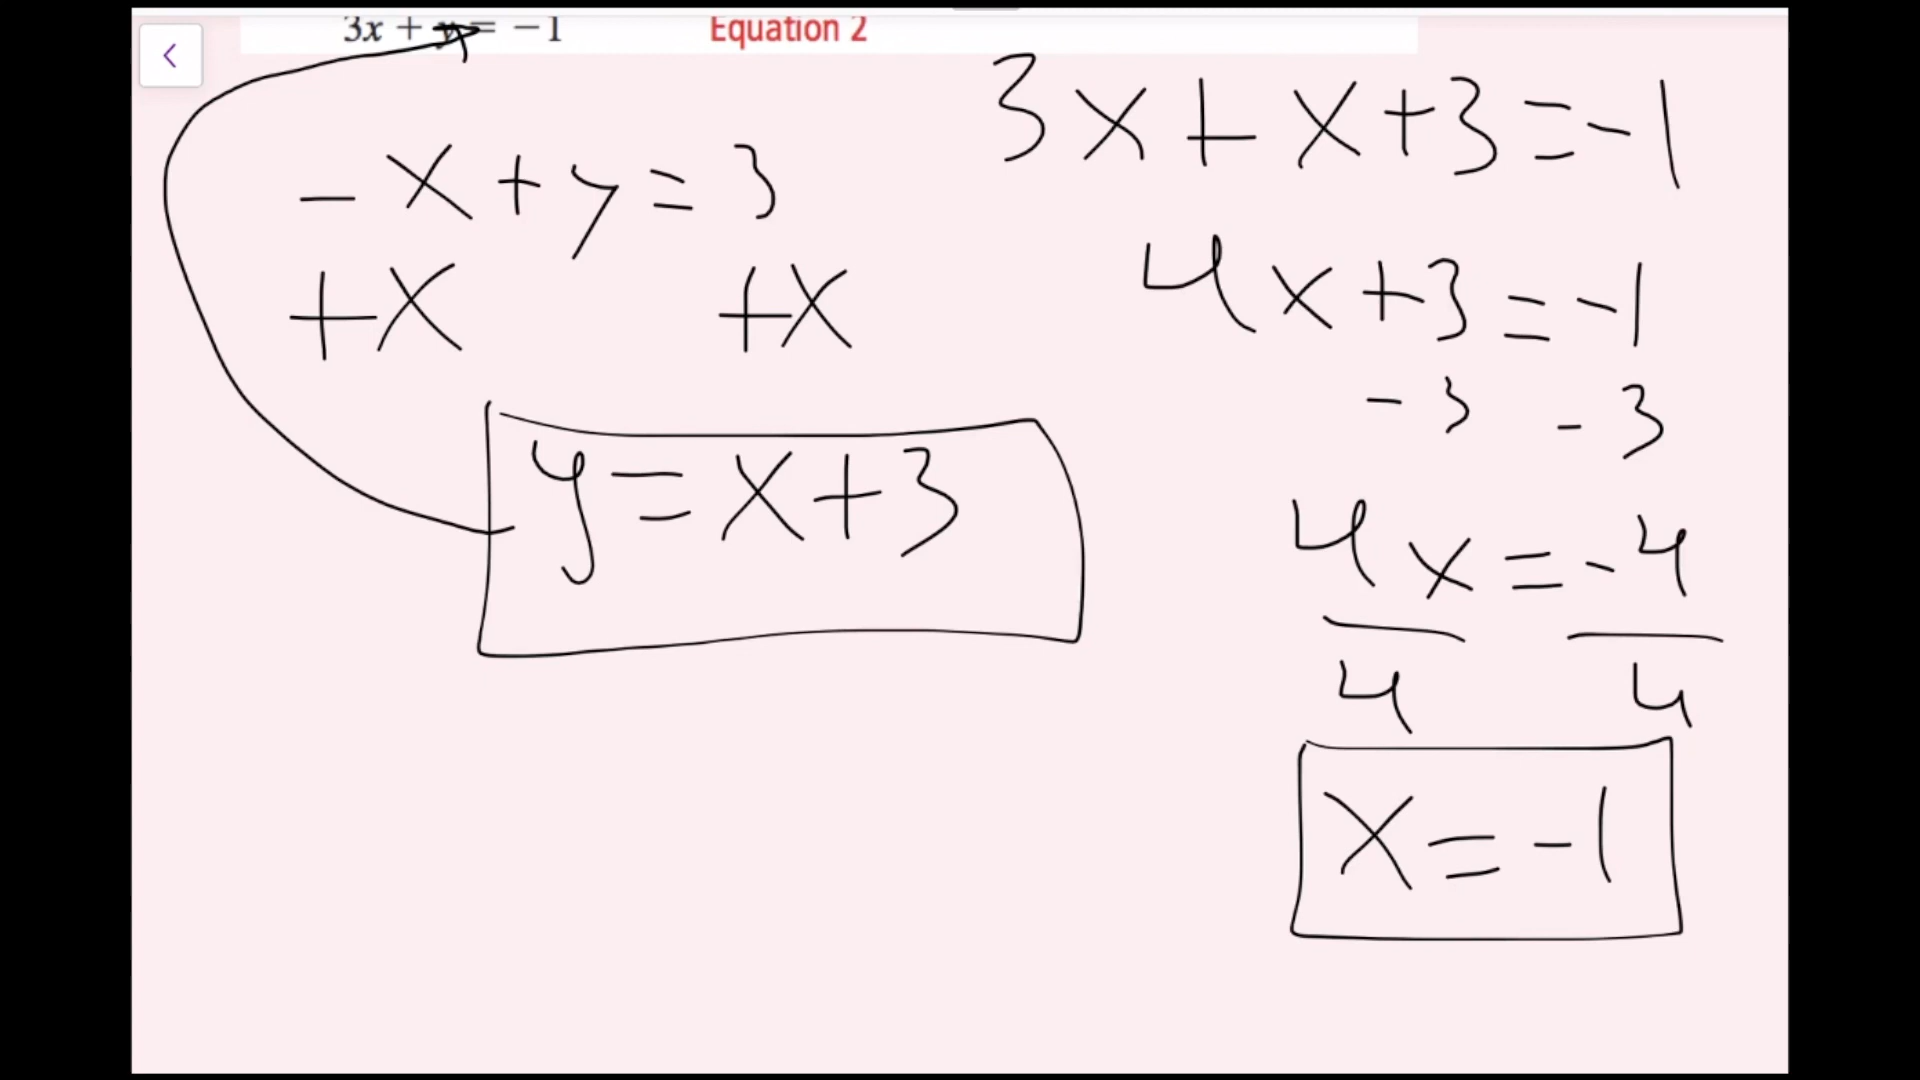 3x + y = −1 Equation 2
- x + y = 3
+x +x
y = x + 3
3x + x + 3 = -1
4x + 3 = -1
- 3 - 3
4x = -4
4 4
x = -1